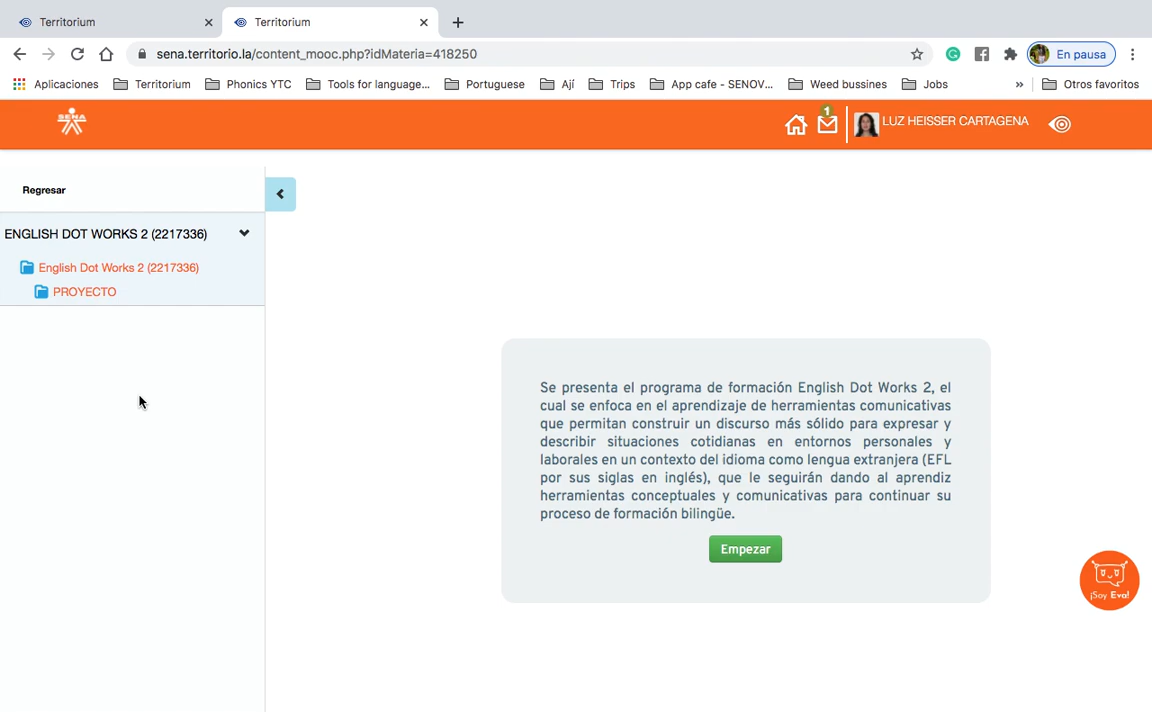 Territorium
Territorium
sena.territorio.la/content_mooc.php?idMateria=418250
En pausa
Aplicaciones
Territorium
Phonics YTC
Tools for language...
Portuguese
Ají
Trips
App cafe - SENOV...
Weed bussines
Jobs
»
Otros favoritos
SENA
1
LUZ HEISSER CARTAGENA
Regresar
ENGLISH DOT WORKS 2 (2217336)
English Dot Works 2 (2217336)
PROYECTO
Se presenta el programa de formación English Dot Works 2, el
cual se enfoca en el aprendizaje de herramientas comunicativas
que permitan construir un discurso más sólido para expresar y
describir situaciones cotidianas en entornos personales y
laborales en un contexto del idioma como lengua extranjera (EFL
por sus siglas en inglés), que le seguirán dando al aprendiz
herramientas conceptuales y comunicativas para continuar su
proceso de formación bilingüe.
Empezar
¡Soy Eva!